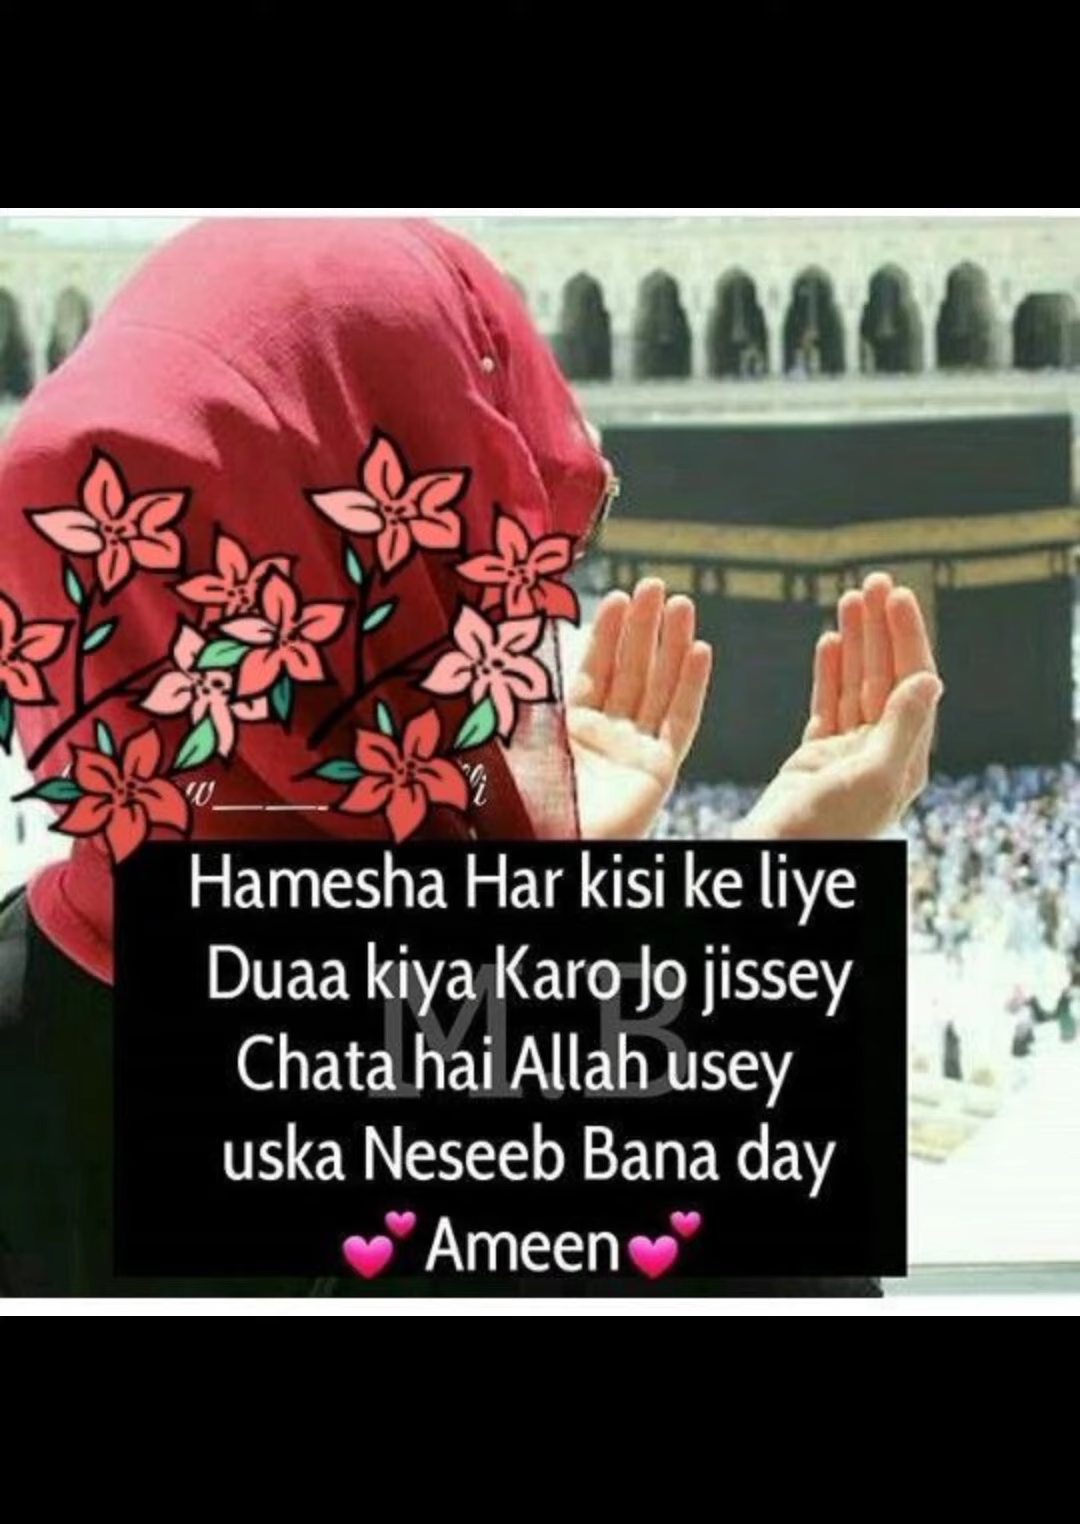 Hamesha Har kisi ke liye
Duaa kiya Karo Jo jissey
Chata hai Allah usey
uska Neseeb Bana day
💕Ameen💕
M.B